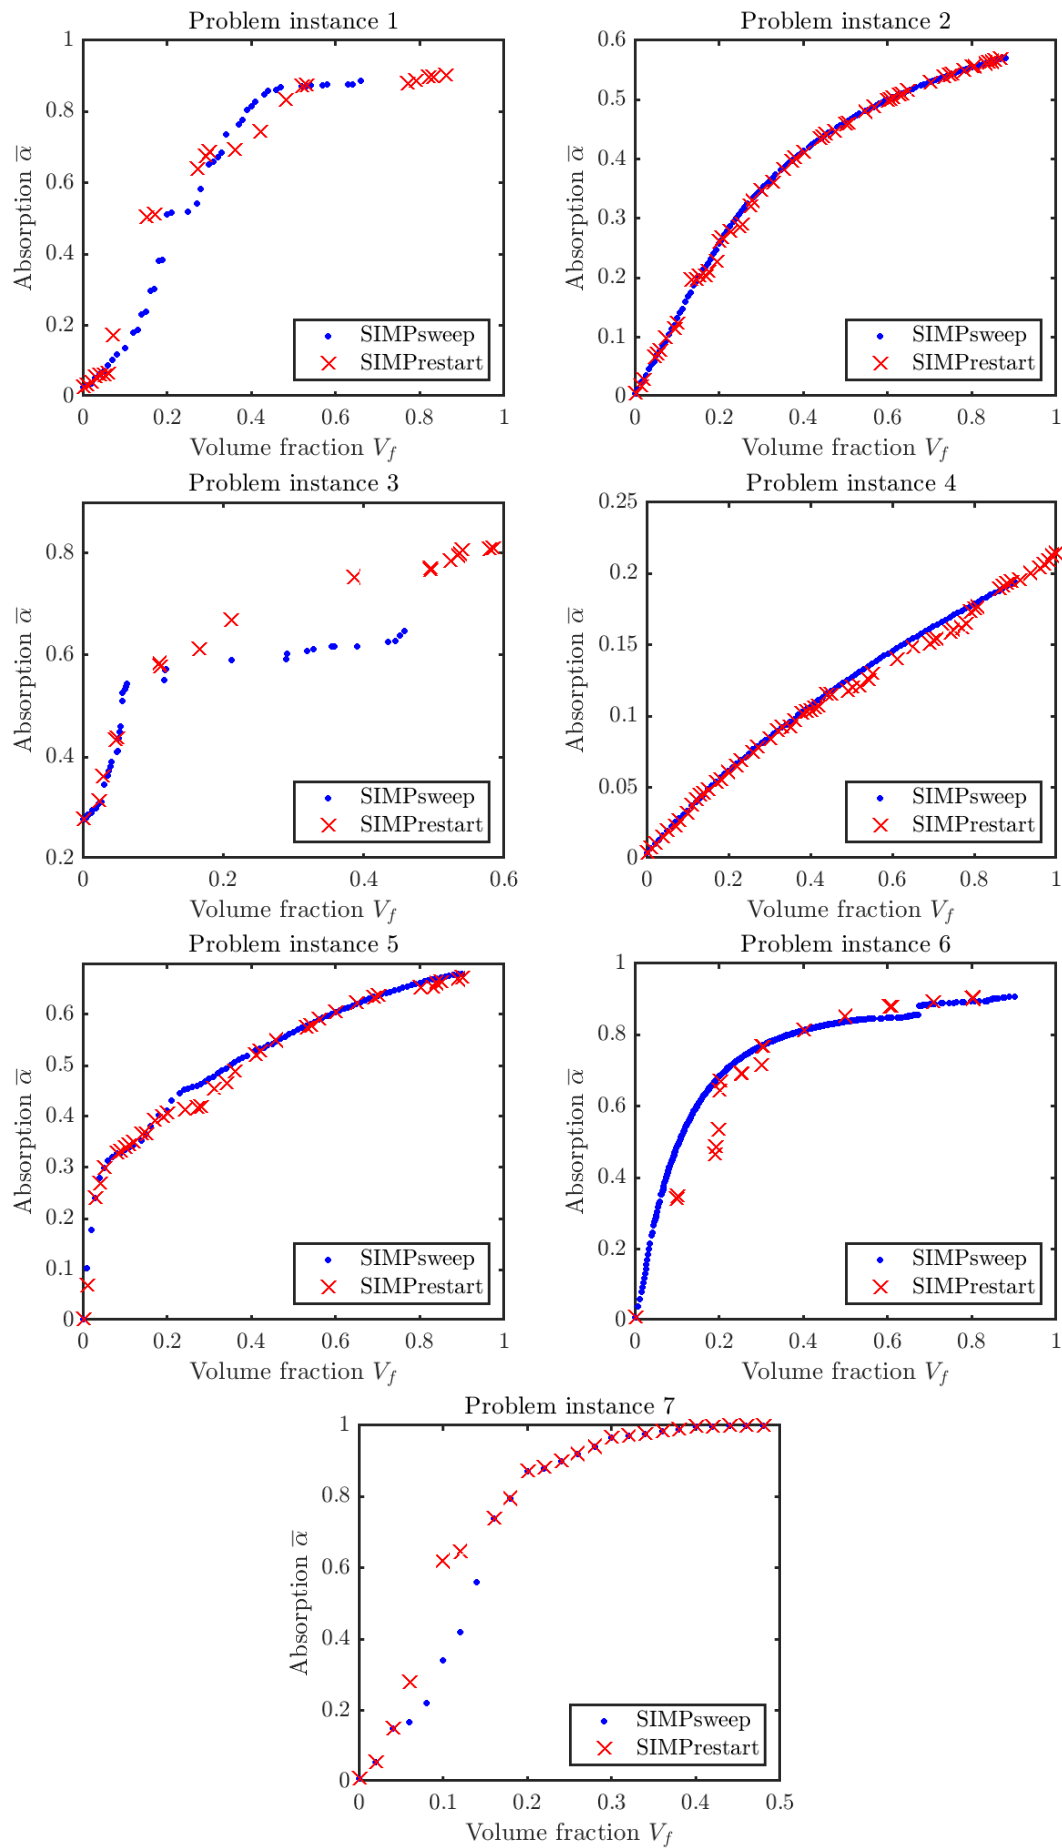 Problem instance 1
1
0.8
0.6
0.4
0.2
0
Absorption α̅
SIMPsweep
SIMPrestart
0 0.2 0.4 0.6 0.8 1
Volume fraction V_f
Problem instance 2
0.6
0.5
0.4
0.3
0.2
0.1
0
Absorption α̅
SIMPsweep
SIMPrestart
0 0.2 0.4 0.6 0.8 1
Volume fraction V_f
Problem instance 3
0.8
0.6
0.4
0.2
Absorption α̅
SIMPsweep
SIMPrestart
0 0.2 0.4 0.6
Volume fraction V_f
Problem instance 4
0.25
0.2
0.15
0.1
0.05
0
Absorption α̅
SIMPsweep
SIMPrestart
0 0.2 0.4 0.6 0.8 1
Volume fraction V_f
Problem instance 5
0.6
0.5
0.4
0.3
0.2
0.1
0
Absorption α̅
SIMPsweep
SIMPrestart
0 0.2 0.4 0.6 0.8 1
Volume fraction V_f
Problem instance 6
1
0.8
0.6
0.4
0.2
0
Absorption α̅
SIMPsweep
SIMPrestart
0 0.2 0.4 0.6 0.8 1
Volume fraction V_f
Problem instance 7
1
0.8
0.6
0.4
0.2
0
Absorption α̅
SIMPsweep
SIMPrestart
0 0.1 0.2 0.3 0.4 0.5
Volume fraction V_f